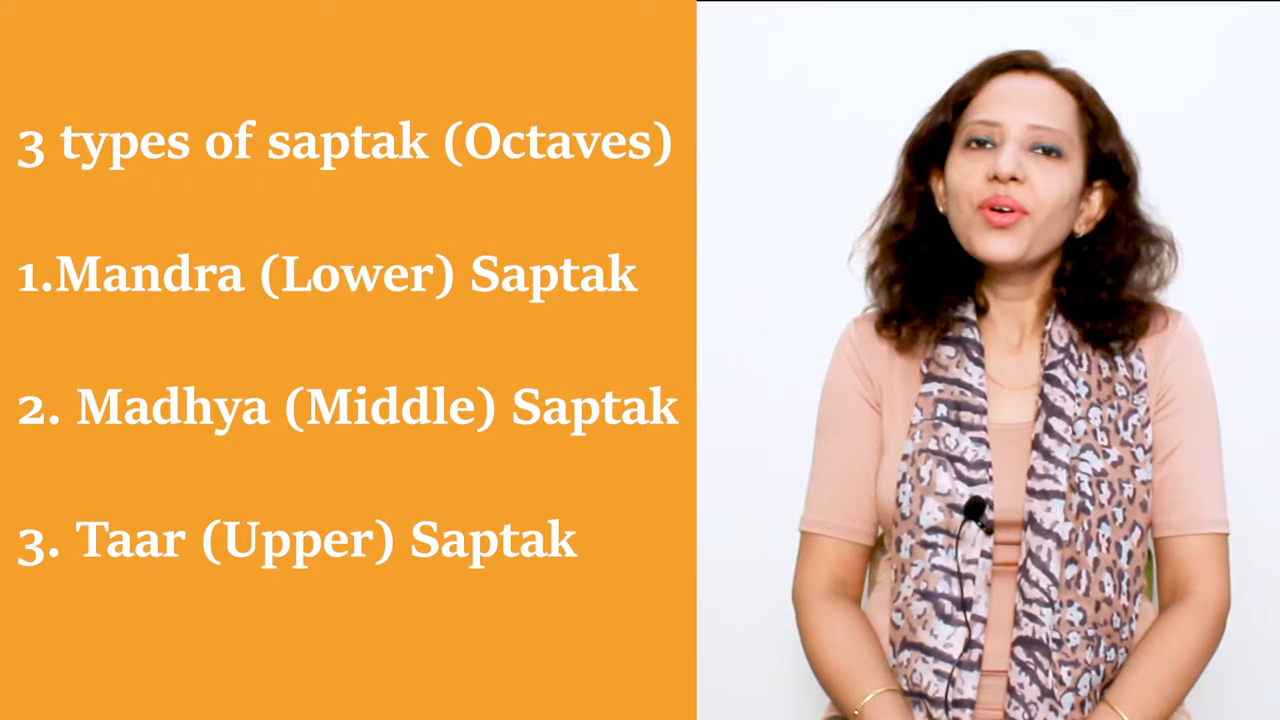 3 types of saptak (Octaves)
1.Mandra (Lower) Saptak
2. Madhya (Middle) Saptak
3. Taar (Upper) Saptak